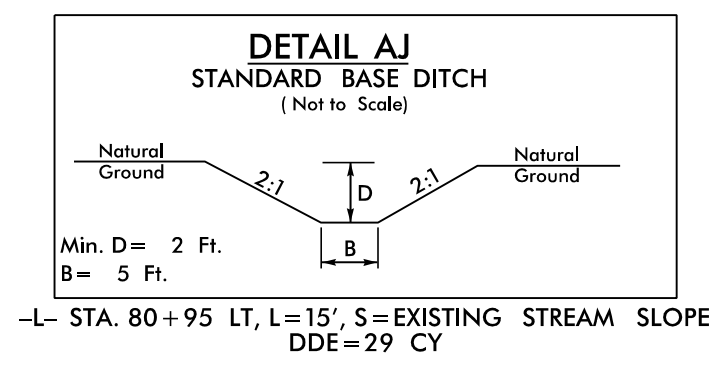 DETAIL AJ
STANDARD BASE DITCH
( Not to Scale)
Natural
Ground
2:1
D
2:1
Natural
Ground
B
Min. D= 2 Ft.
B= 5 Ft.
-L- STA. 80+95 LT, L=15', S=EXISTING STREAM SLOPE
DDE=29 CY